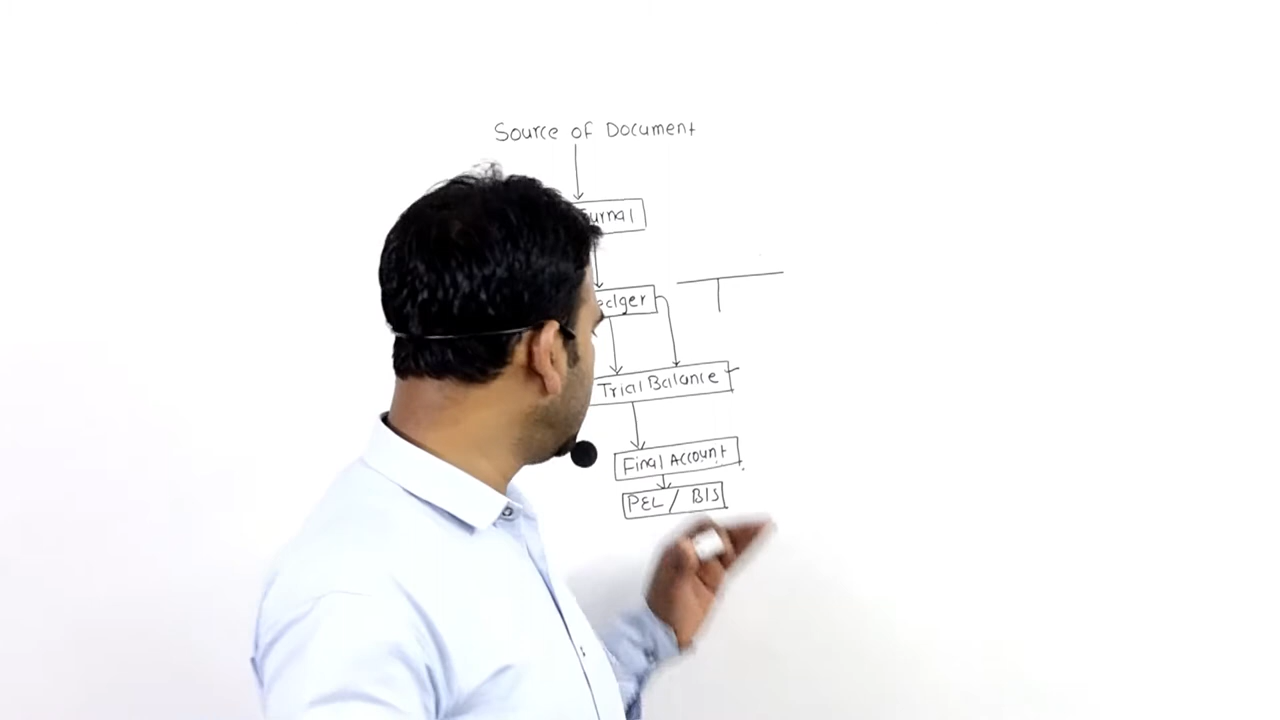 Source of Document
urnal
edger
Trial Balance
Final Account
P&L / B/S